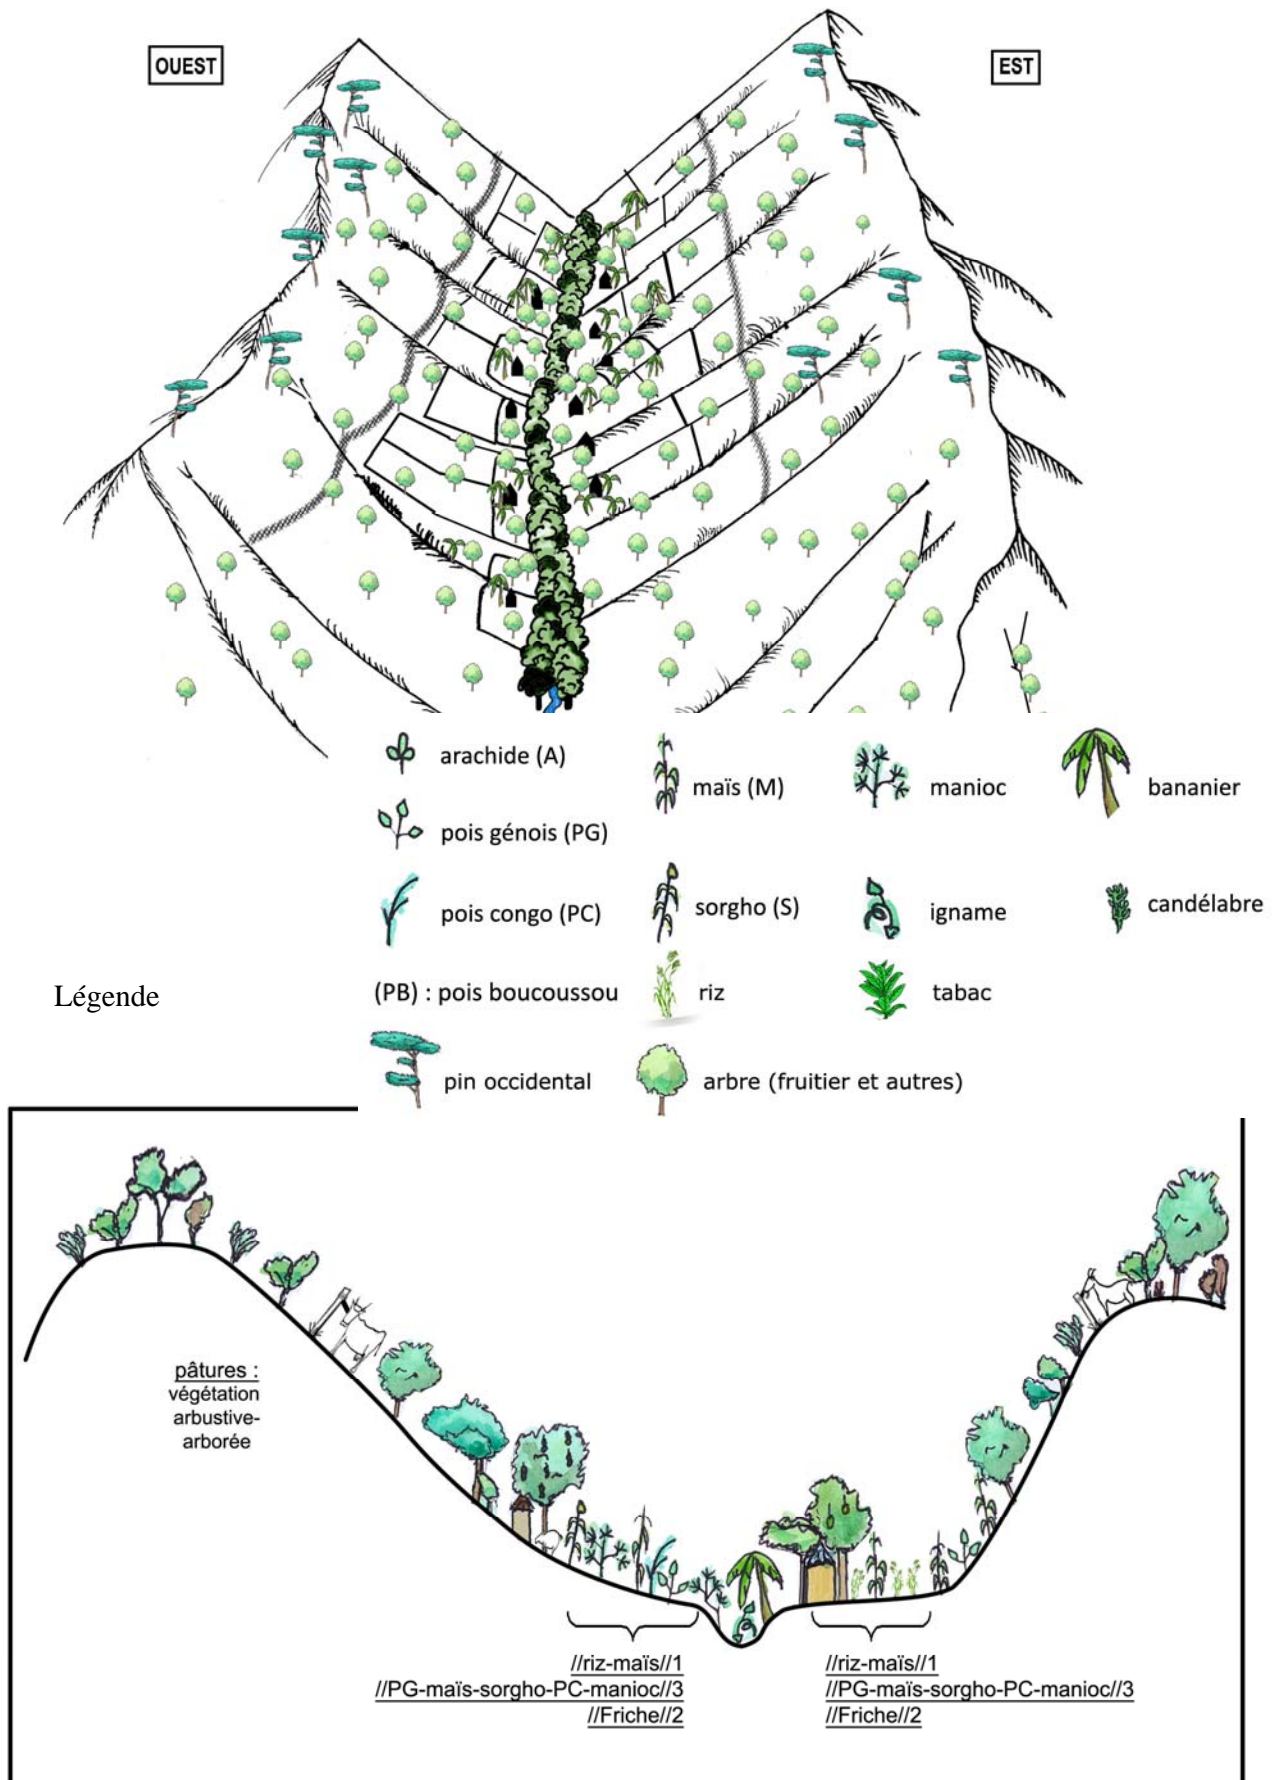 OUEST
EST
arachide (A)
maïs (M)
manioc
bananier
pois génois (PG)
pois congo (PC)
sorgho (S)
igname
candélabre
Légende
(PB) : pois boucoussou
riz
tabac
pin occidental
arbre (fruitier et autres)
pâtures :
végétation
arbustive-
arborée
//riz-maïs//1
//PG-maïs-sorgho-PC-manioc//3
//Friche//2
//riz-maïs//1
//PG-maïs-sorgho-PC-manioc//3
//Friche//2